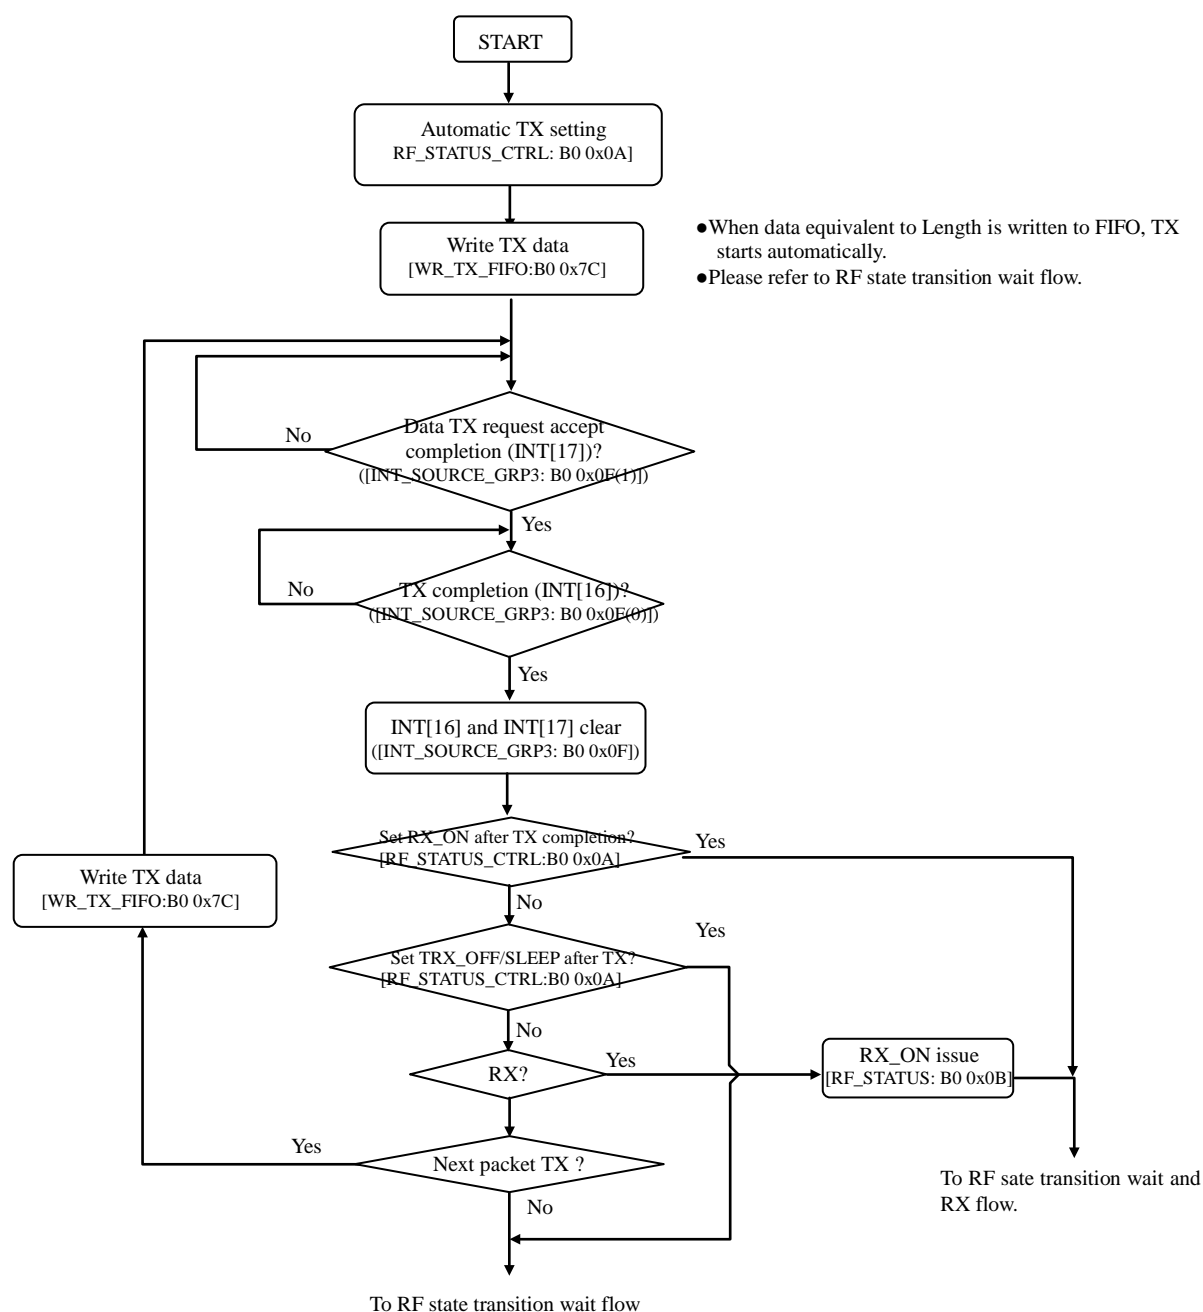 START
Automatic TX setting
RF_STATUS_CTRL: B0 0x0A]
Write TX data
[WR_TX_FIFO:B0 0x7C]
●When data equivalent to Length is written to FIFO, TX
starts automatically.
●Please refer to RF state transition wait flow.
Data TX request accept
completion (INT[17])?
([INT_SOURCE_GRP3: B0 0x0F(1)])
No
Yes
TX completion (INT[16])?
([INT_SOURCE_GRP3: B0 0x0F(0)])
No
Yes
INT[16] and INT[17] clear
([INT_SOURCE_GRP3: B0 0x0F])
Set RX_ON after TX completion?
[RF_STATUS_CTRL:B0 0x0A]
Yes
Write TX data
[WR_TX_FIFO:B0 0x7C]
No
Yes
Set TRX_OFF/SLEEP after TX?
[RF_STATUS_CTRL:B0 0x0A]
No
RX?
Yes
RX_ON issue
[RF_STATUS: B0 0x0B]
Yes
Next packet TX ?
No
To RF sate transition wait and
RX flow.
To RF state transition wait flow